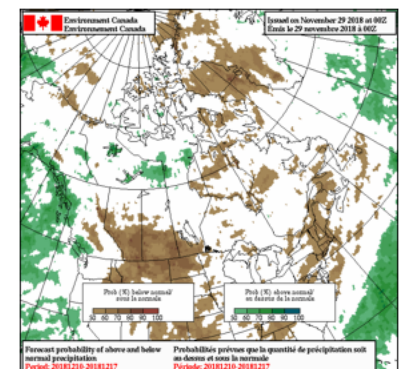 Environment Canada
Environnement Canada
Issued on November 29 2018 at 00Z
Émis le 29 novembre 2018 à 00Z
Prob (%) below normal/
sous la normale
50 60 70 80 90 100
Prob (%) above normal/
au dessus de la normale
50 60 70 80 90 100
Forecast probability of above and below
normal precipitation
Period: 20181210-20181217
Probabilités prévues que la quantité de précipitation soit
au dessus et sous la normale
Période: 20181210-20181217